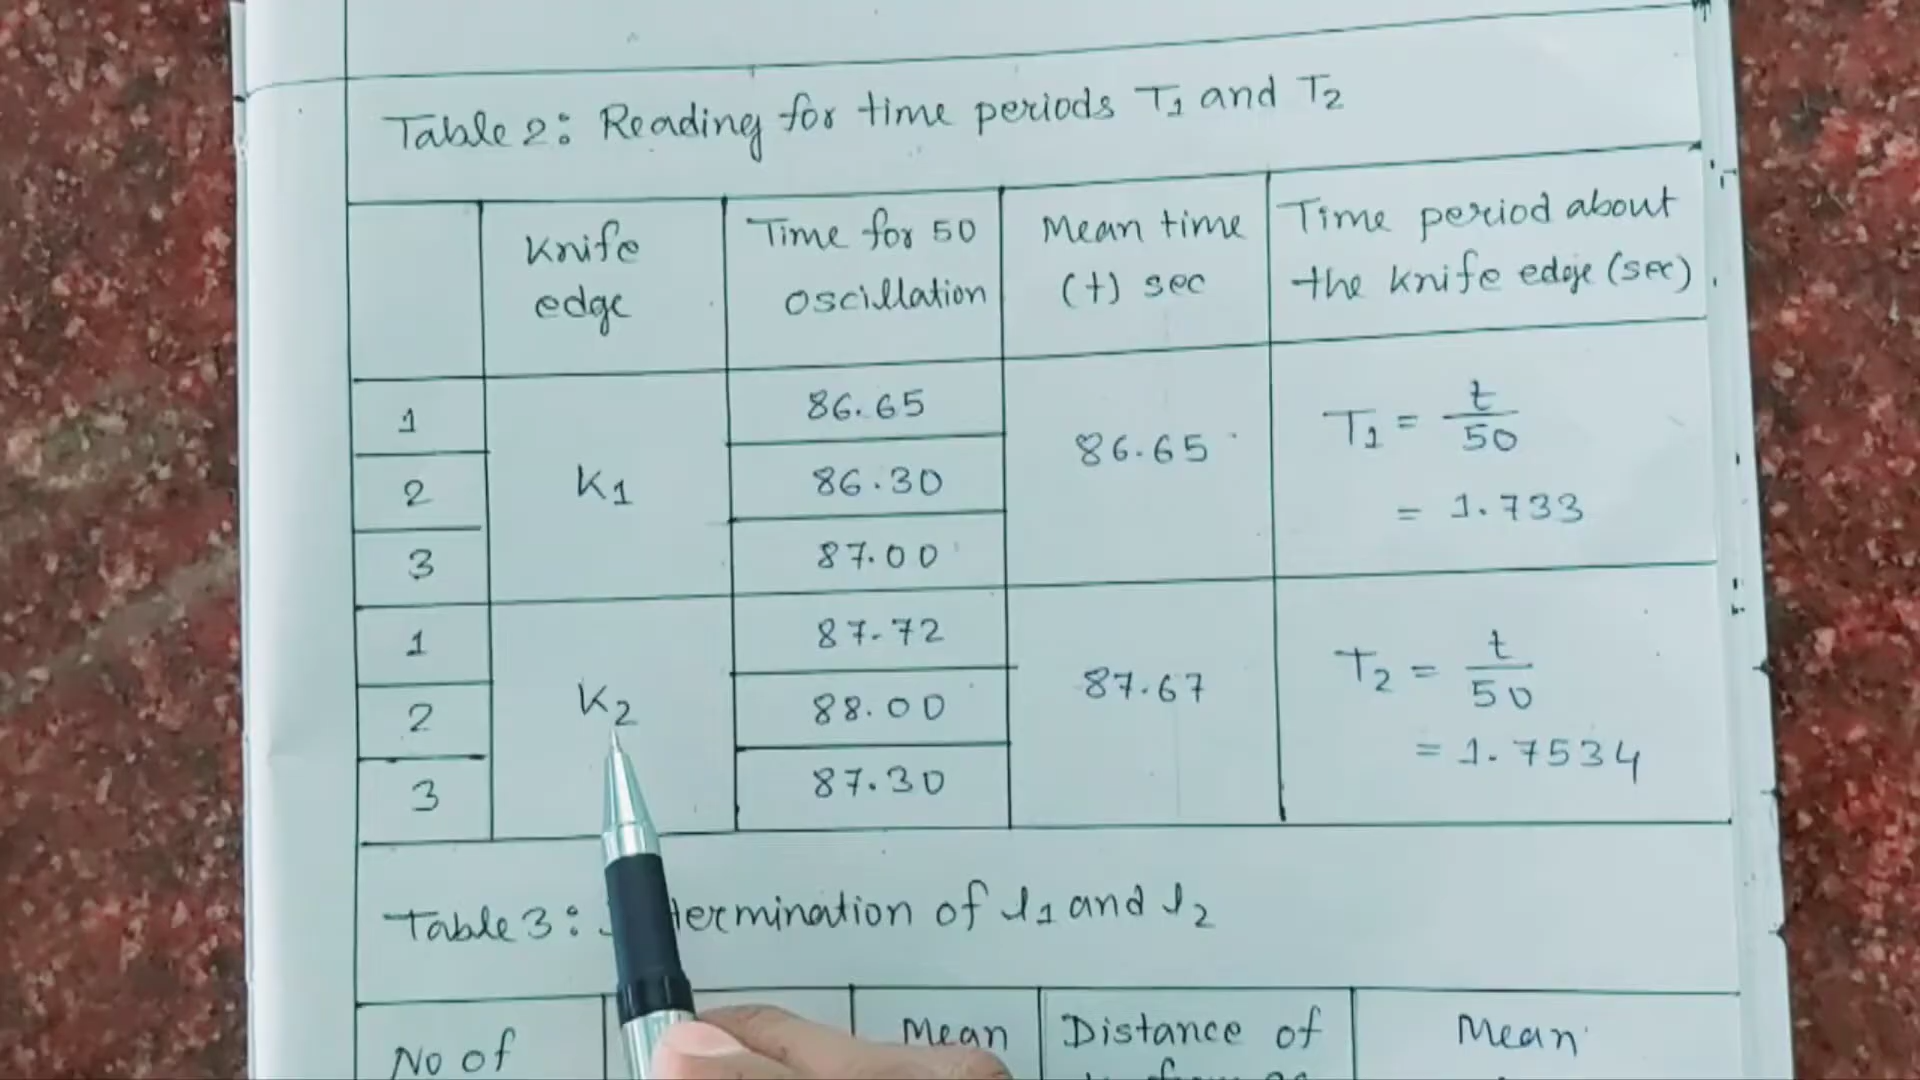 Table 2: Reading for time periods T1 and T2
Knife edge
Time for 50 oscillation
Mean time (t) sec
Time period about the knife edge (sec)
1
K1
86.65
86.65
T1 = t/50
2
86.30
= 1.733
3
87.00
1
K2
87.72
87.67
T2 = t/50
2
88.00
= 1.7534
3
87.30
Table 3: of l1 and l2
No of
Mean
Distance of
Mean